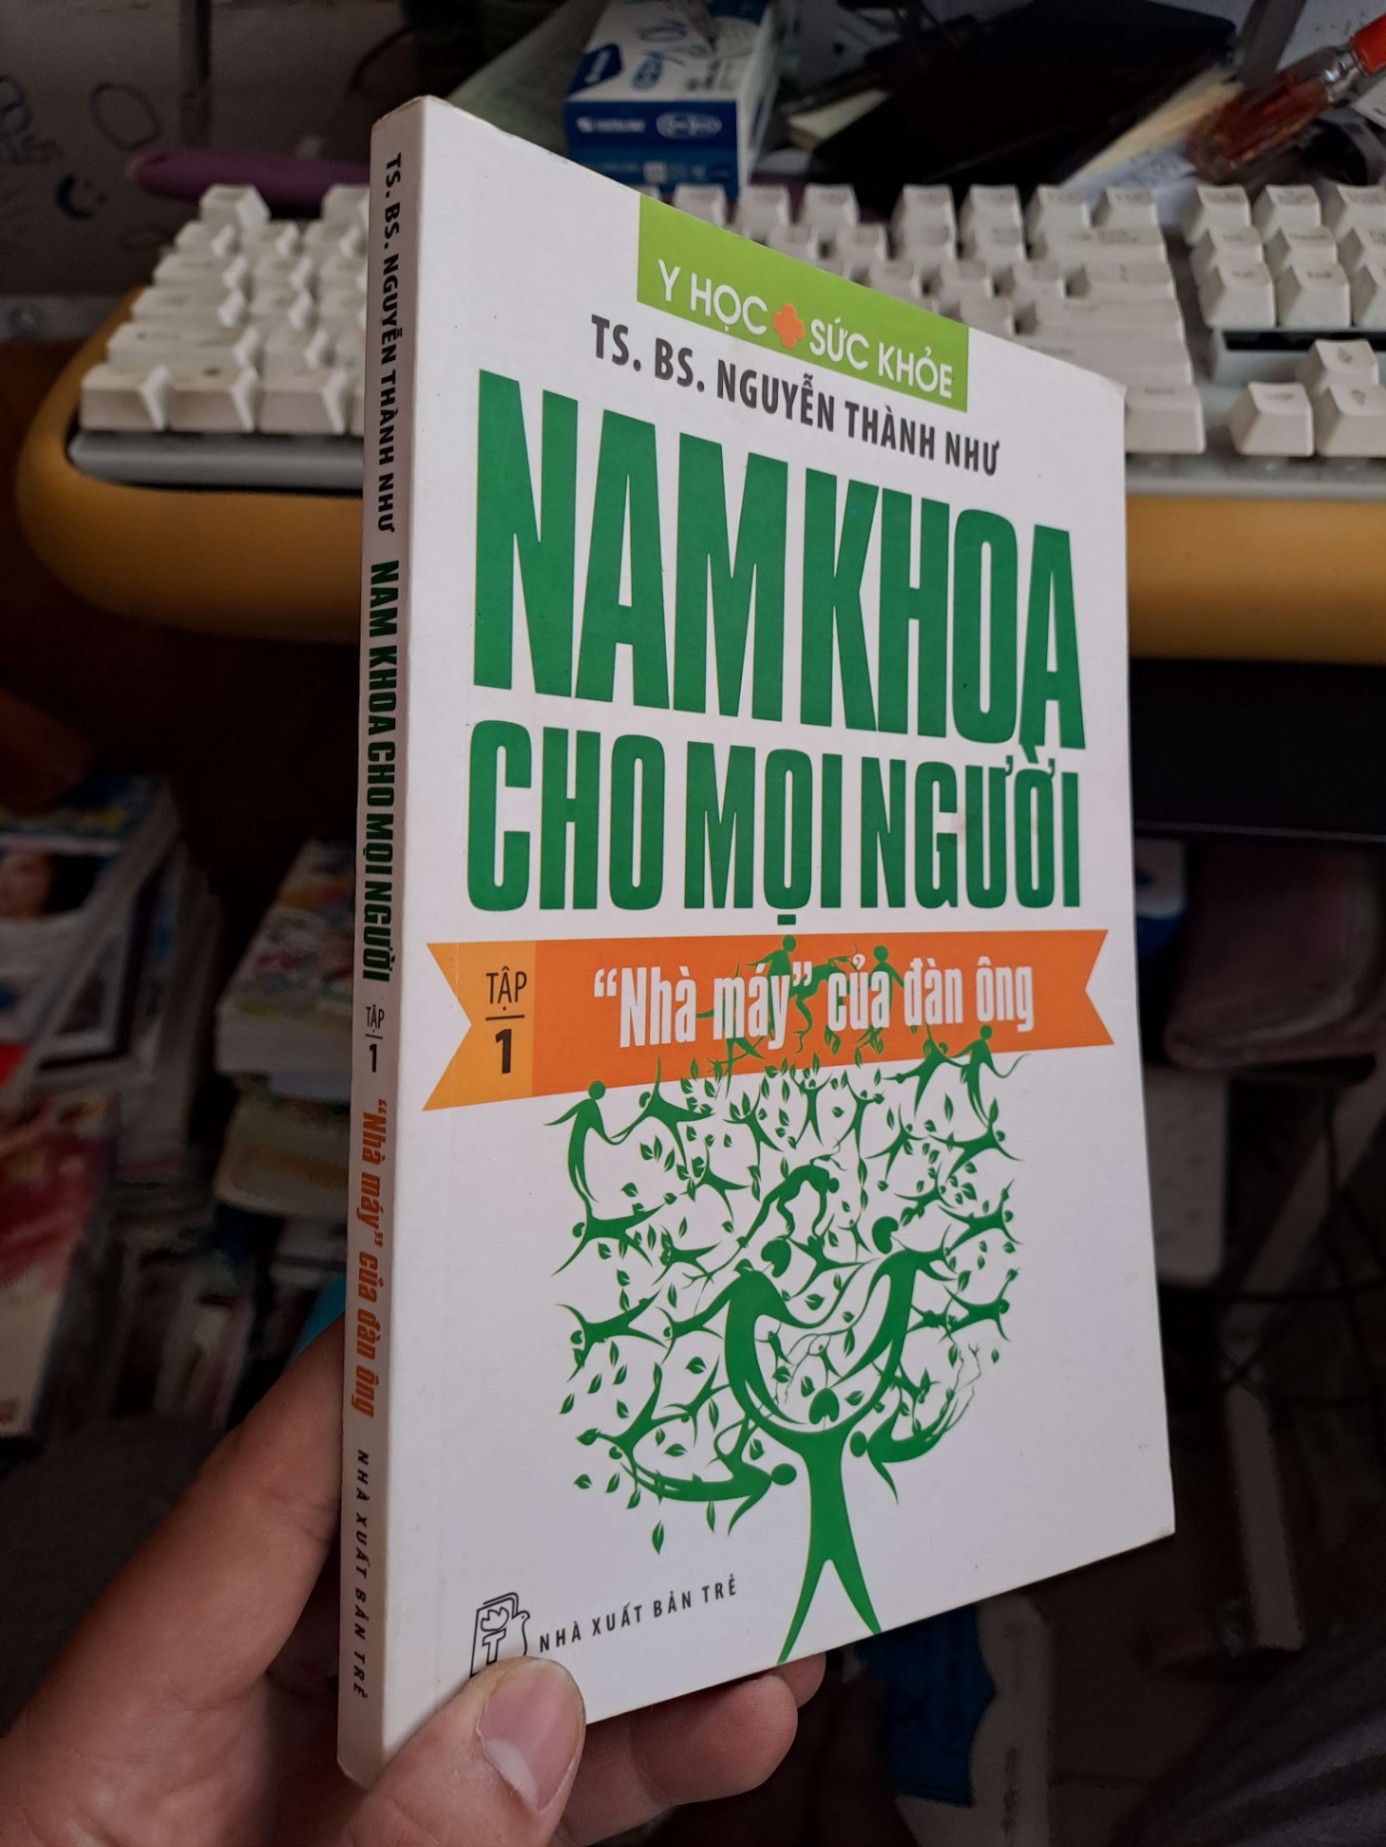 Y HỌC + SỨC KHỎE
TS. BS. NGUYỄN THÀNH NHƯ
NAM KHOA
CHO MỌI NGƯỜI
TẬP
1
“Nhà máy” của đàn ông
NHÀ XUẤT BẢN TRẺ
TS. BS. NGUYỄN THÀNH NHƯ
NAM KHOA CHO MỌI NGƯỜI
TẬP
1
“Nhà máy” của đàn ông
NHÀ XUẤT BẢN TRẺ